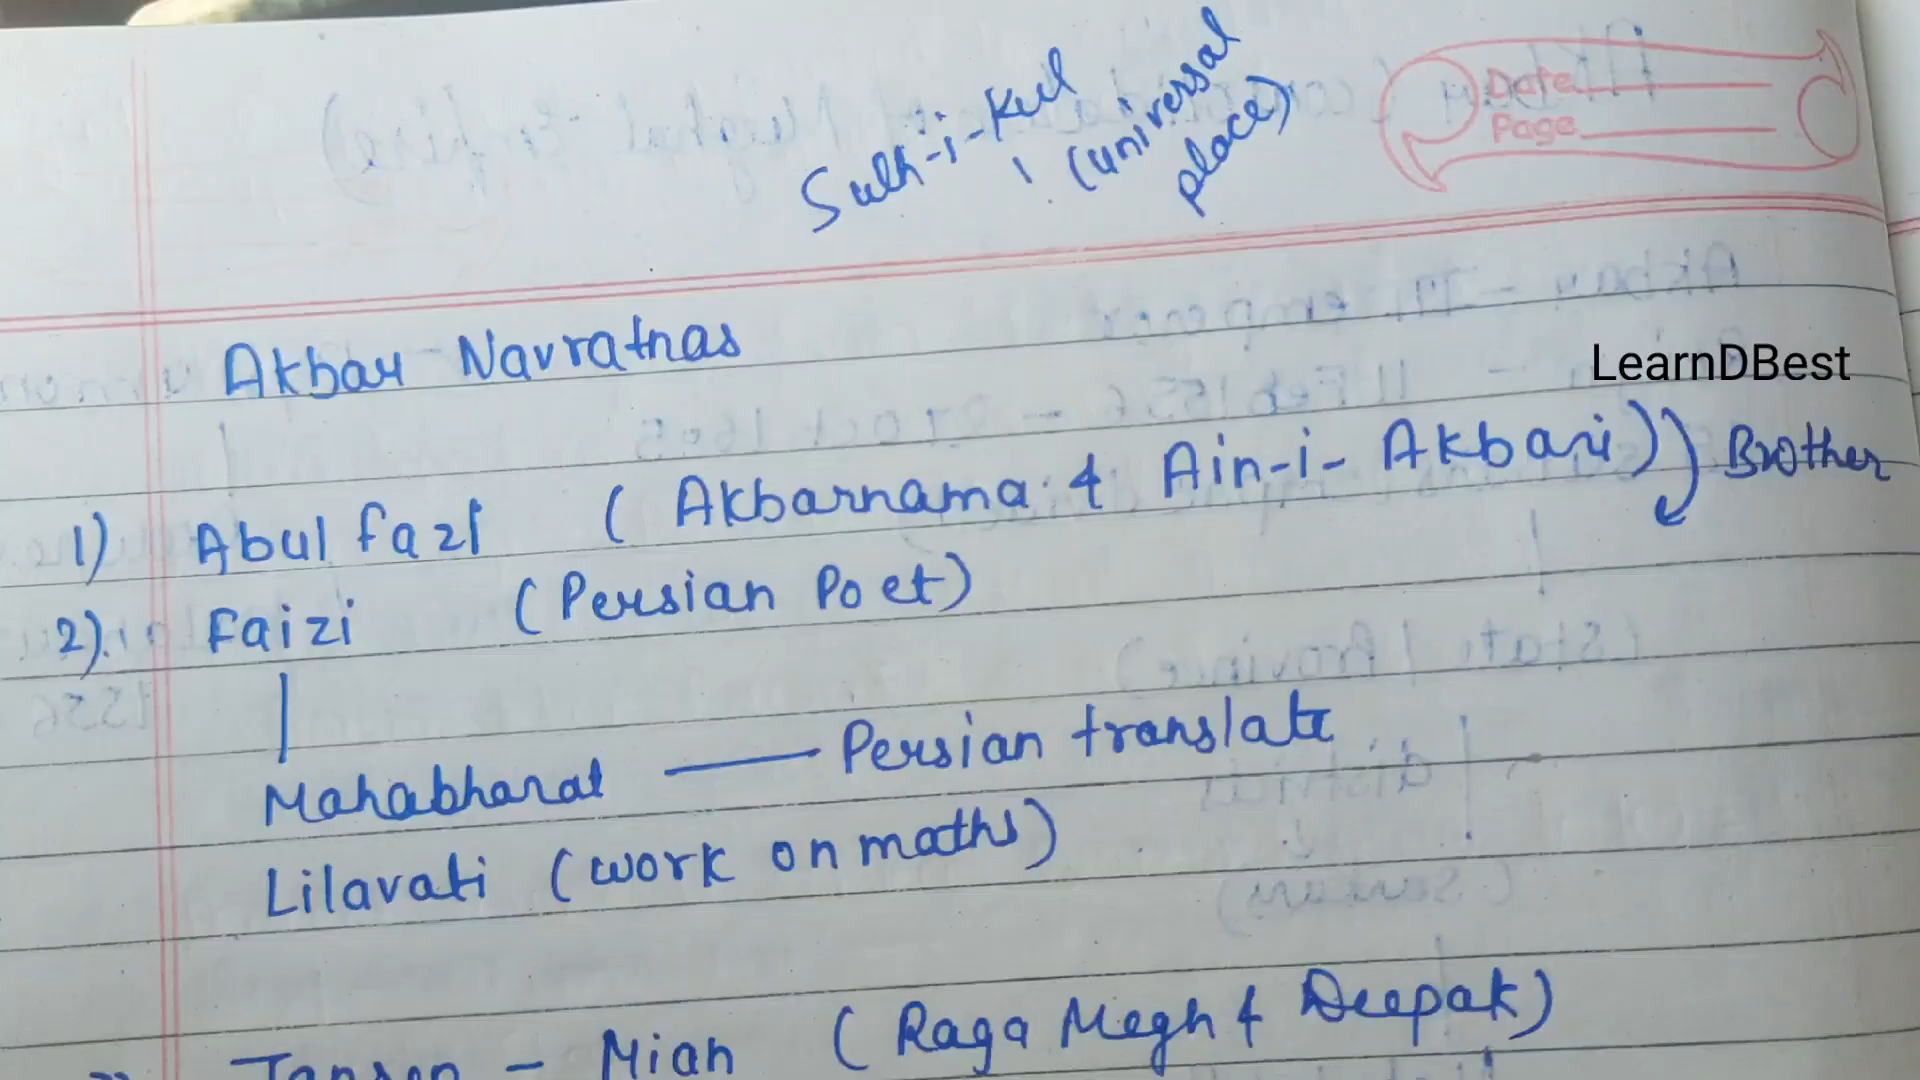 Sulh-i-Kul
(universal
place)
Date
Page
Akbar Navratnas
LearnDBest
1) Abul fazl ( Akbarnama & Ain-i- Akbari) Brother
2). Faizi (Persian Poet)
Mahabharat — Persian translate
Lilavati (work on maths)
Tansen - Mian ( Raga Megh & Deepak)